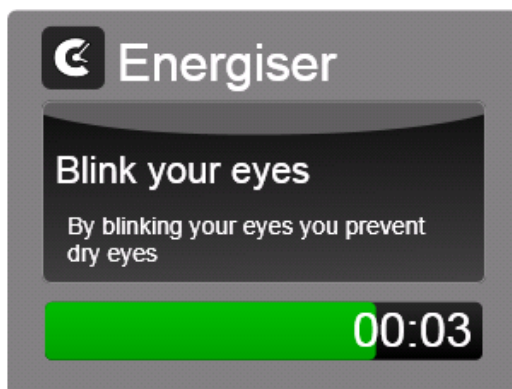 Energiser
Blink your eyes
By blinking your eyes you prevent
dry eyes
00:03